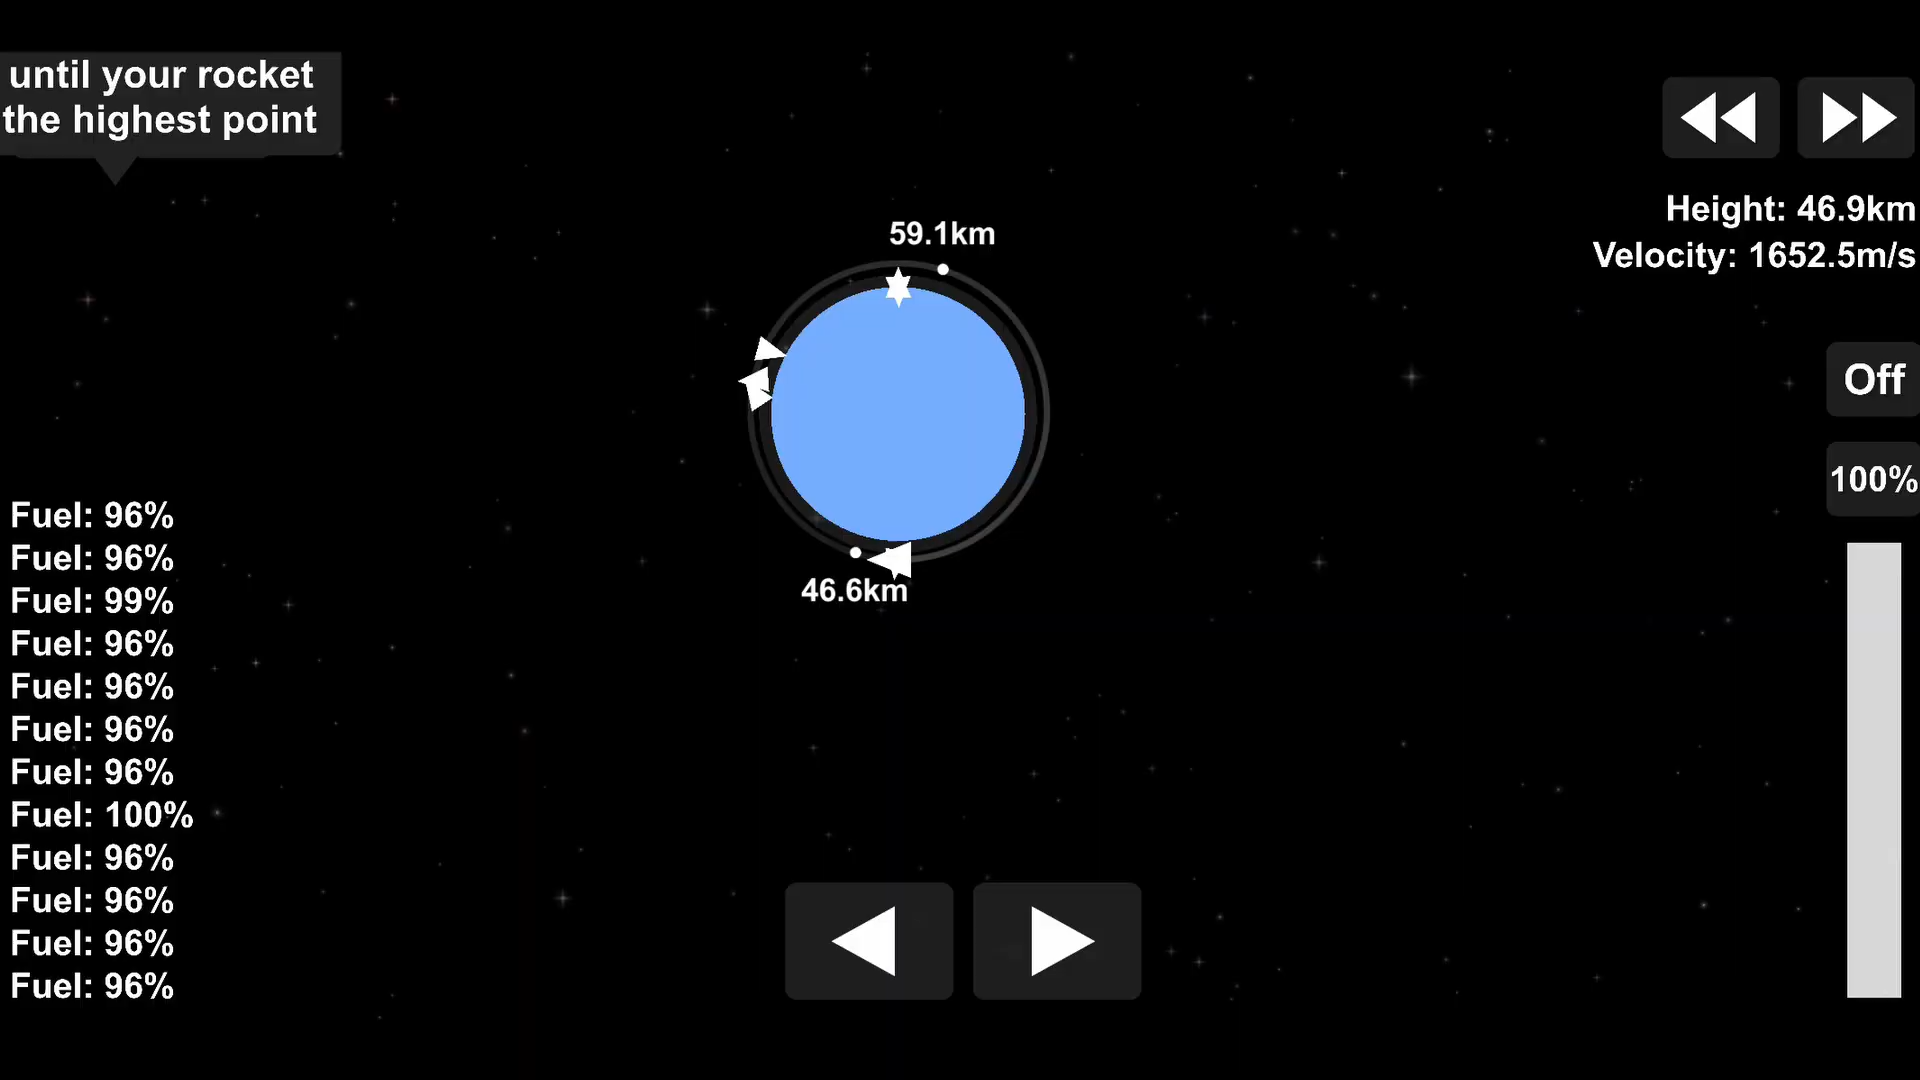 until your rocket
the highest point
59.1km
46.6km
Height: 46.9km
Velocity: 1652.5m/s
Off
100%
Fuel: 96%
Fuel: 96%
Fuel: 99%
Fuel: 96%
Fuel: 96%
Fuel: 96%
Fuel: 96%
Fuel: 100%
Fuel: 96%
Fuel: 96%
Fuel: 96%
Fuel: 96%